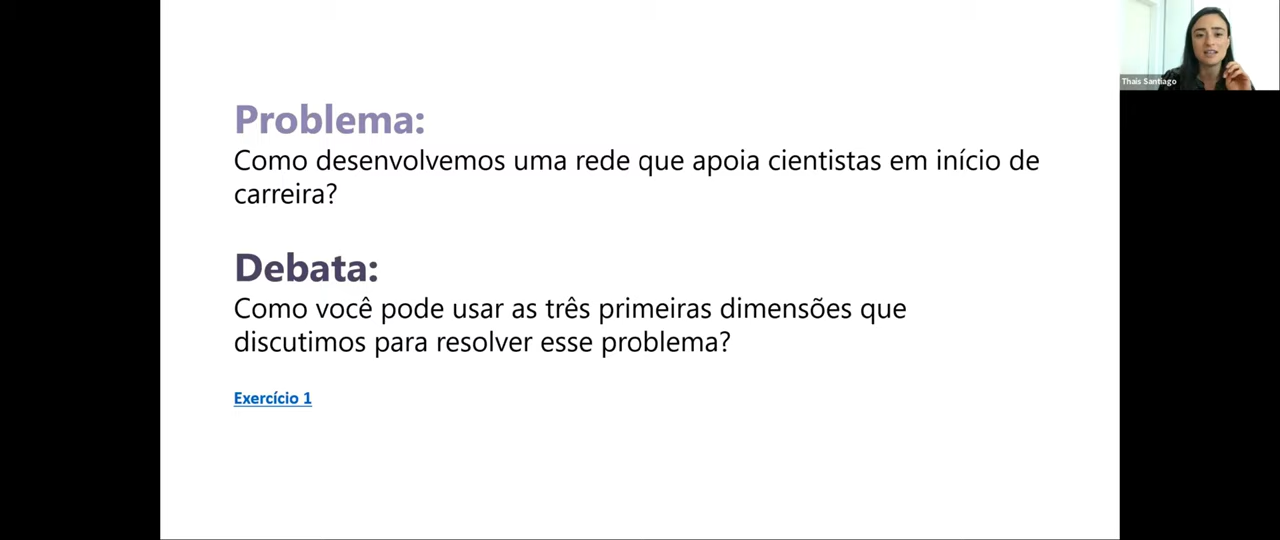 Problema:
Como desenvolvemos uma rede que apoia cientistas em início de
carreira?
Debata:
Como você pode usar as três primeiras dimensões que
discutimos para resolver esse problema?
Exercício 1
Thais Santiago